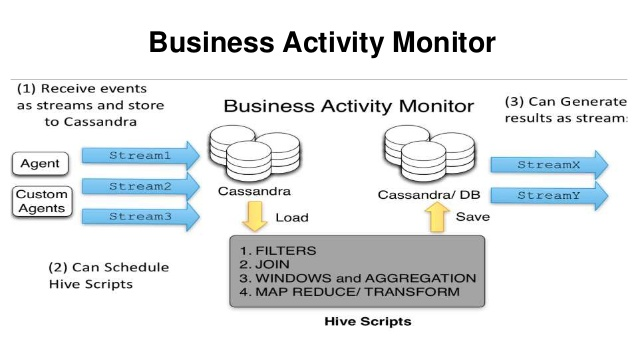 Business Activity Monitor
(1) Receive events
as streams and store
to Cassandra
Business Activity Monitor
(3) Can Generate
results as stream
Agent
Custom
Agents
Stream1
Stream2
Stream3
Cassandra
Cassandra/ DB
StreamX
StreamY
Load
Save
(2) Can Schedule
Hive Scripts
1. FILTERS
2. JOIN
3. WINDOWS and AGGREGATION
4. MAP REDUCE/ TRANSFORM
Hive Scripts